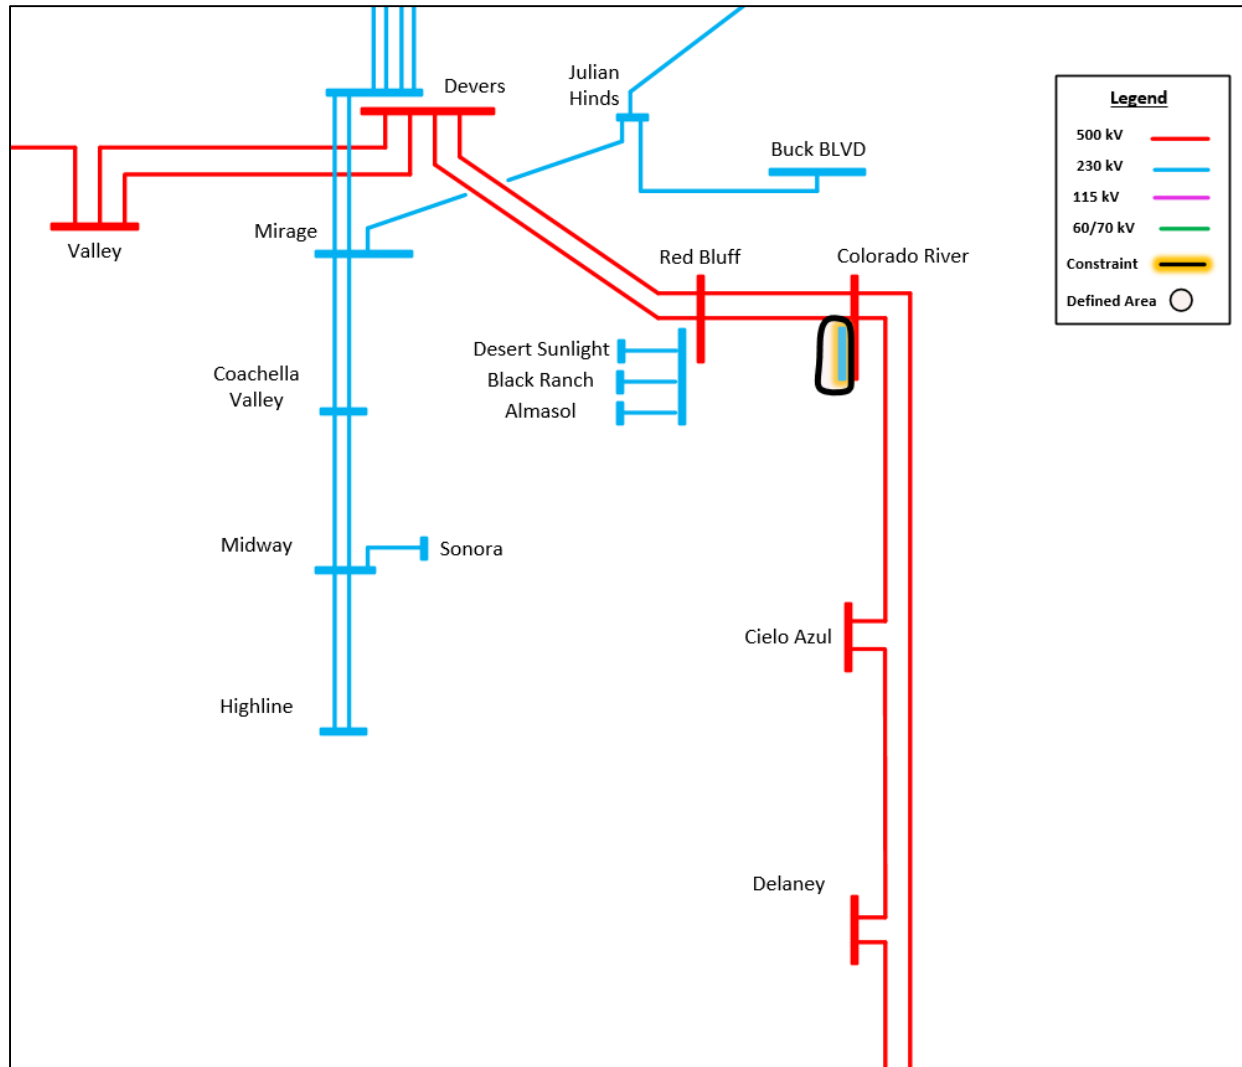 Devers
Julian
Hinds
Buck BLVD
Valley
Mirage
Red Bluff
Colorado River
Desert Sunlight
Black Ranch
Almasol
Coachella
Valley
Midway
Sonora
Cielo Azul
Highline
Delaney
Legend
500 kV
230 kV
115 kV
60/70 kV
Constraint
Defined Area